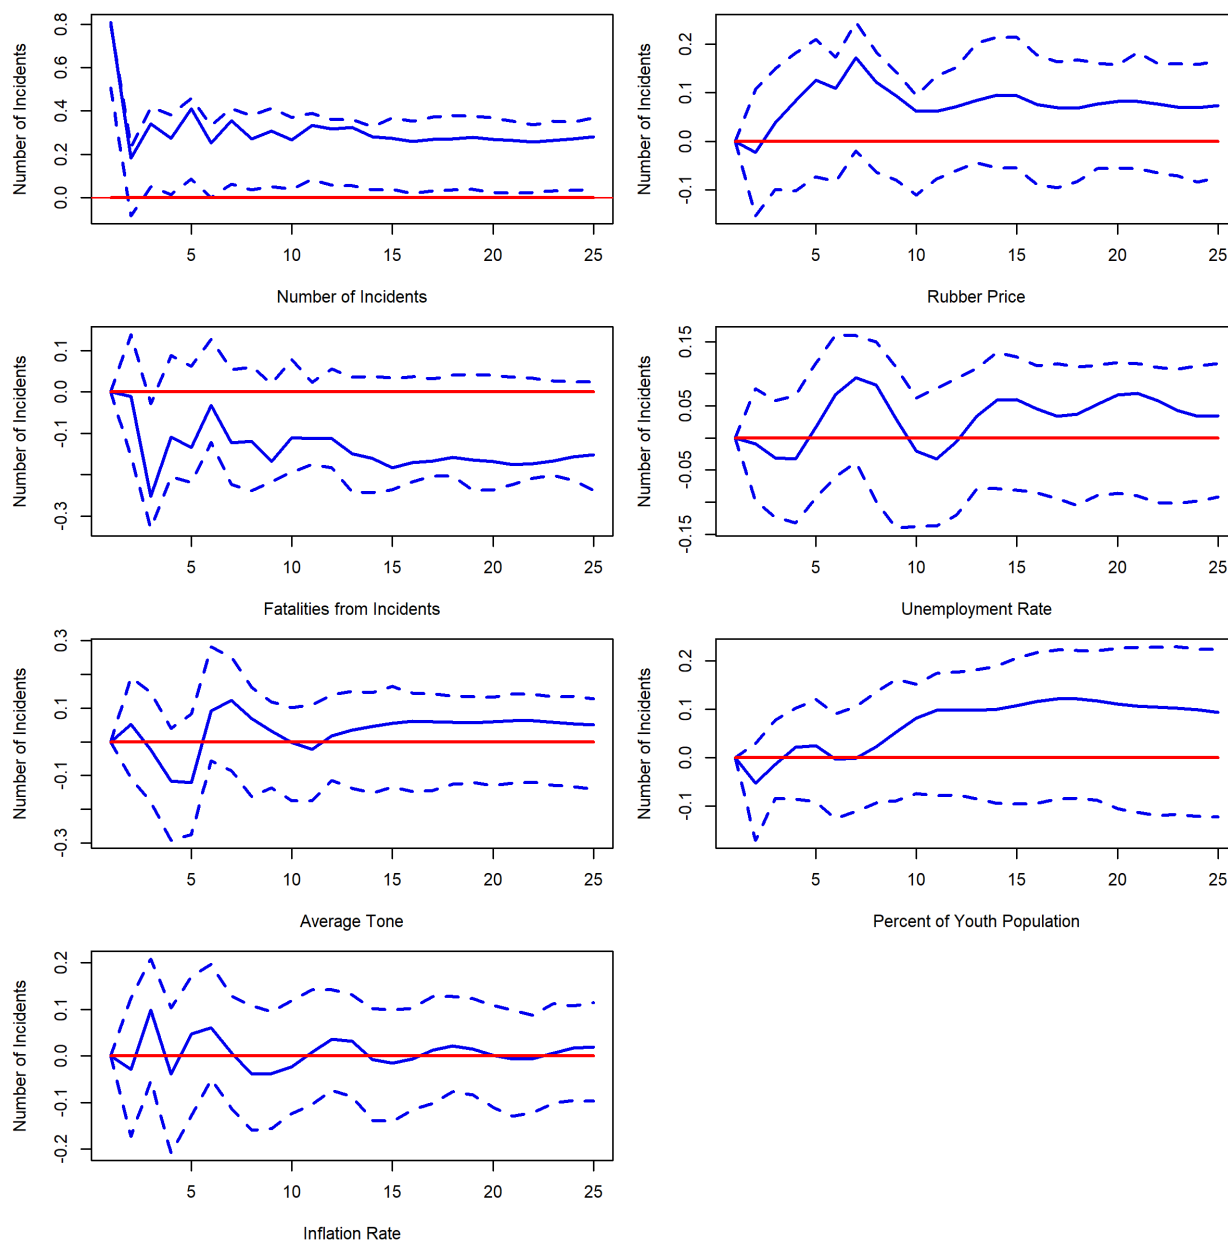 Number of Incidents
0.8
0.6
0.4
0.2
0.0
5 10 15 20 25
Number of Incidents
Number of Incidents
0.2
0.1
0.0
-0.1
5 10 15 20 25
Rubber Price
Number of Incidents
0.1
0.0
-0.1
-0.3
5 10 15 20 25
Fatalities from Incidents
Number of Incidents
0.15
0.05
-0.05
-0.15
5 10 15 20 25
Unemployment Rate
Number of Incidents
0.3
0.1
-0.1
-0.3
5 10 15 20 25
Average Tone
Number of Incidents
0.2
0.1
0.0
-0.1
5 10 15 20 25
Percent of Youth Population
Number of Incidents
0.2
0.1
0.0
-0.1
-0.2
5 10 15 20 25
Inflation Rate